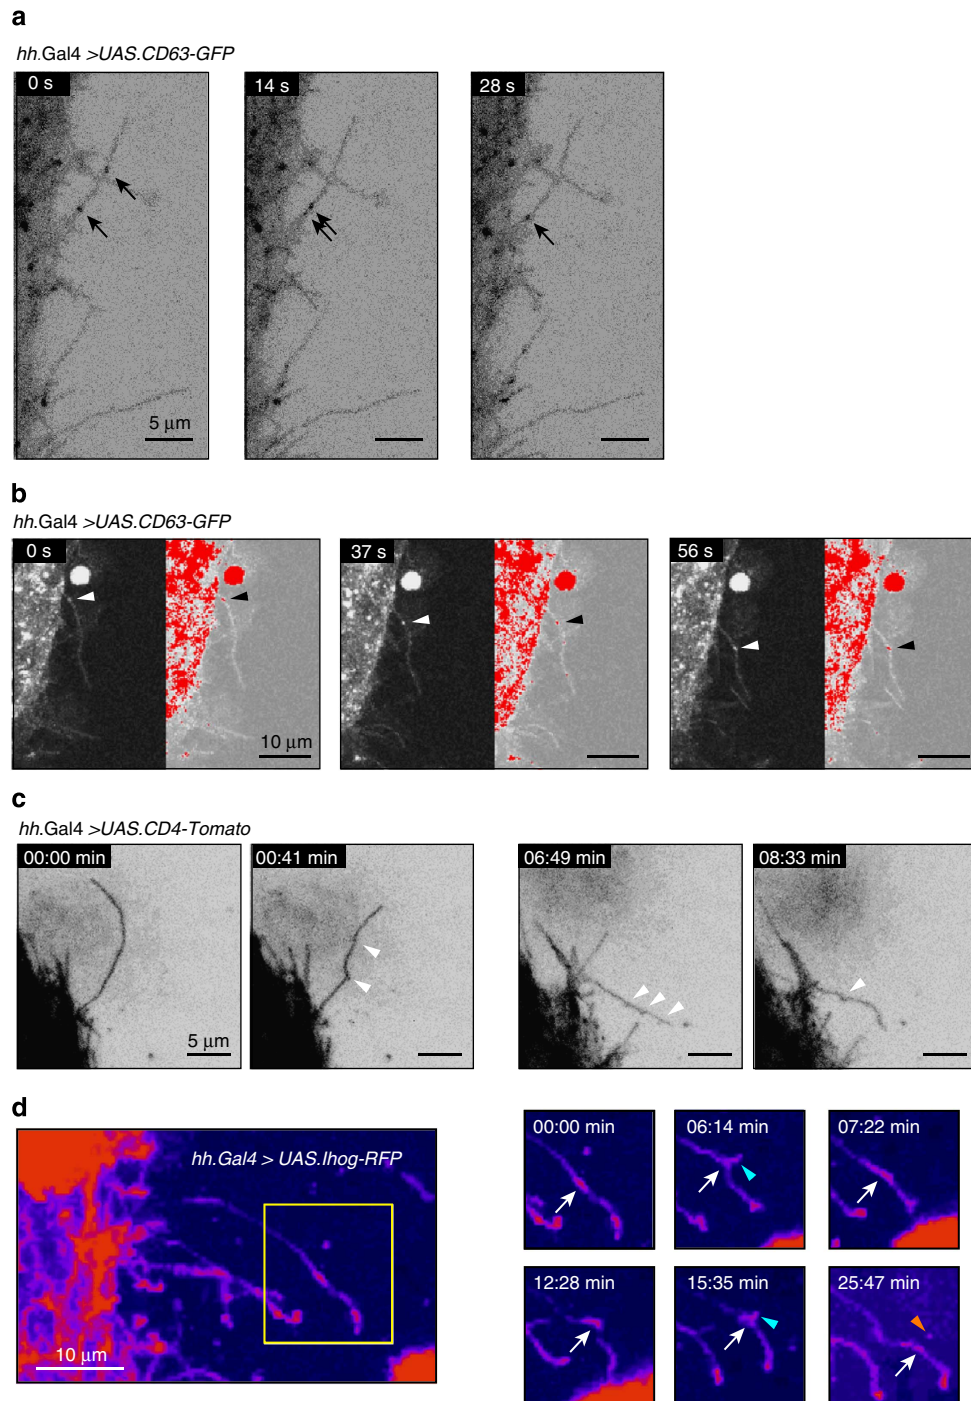 a
hh.Gal4 >UAS.CD63-GFP
0 s
14 s
28 s
5 μm
b
hh.Gal4 >UAS.CD63-GFP
0 s
37 s
56 s
10 μm
c
hh.Gal4 >UAS.CD4-Tomato
00:00 min
00:41 min
06:49 min
08:33 min
5 μm
d
hh.Gal4 > UAS.Ihog-RFP
10 μm
00:00 min
06:14 min
07:22 min
12:28 min
15:35 min
25:47 min